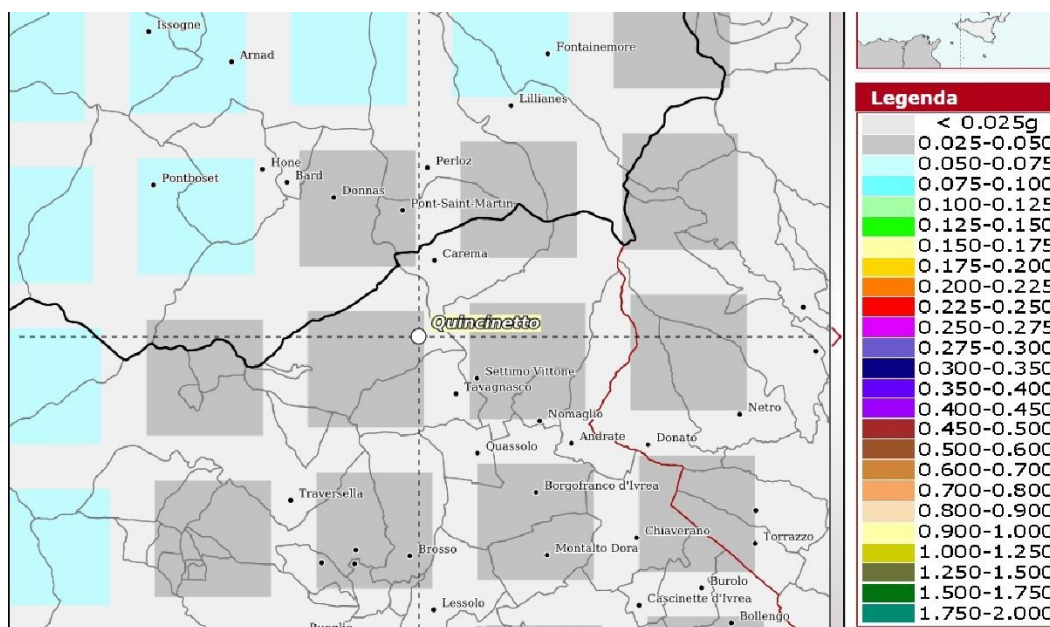 Issogne
Arnad
Fontainemore
Lillianes
Hone
Bard
Perloz
Pontboset
Donnas
Pont-Saint-Martin
Carema
Quincinetto
Settimo Vittone
Tavagnasco
Nomaglio
Netro
Andrate
Donato
Quassolo
Borgofranco d'Ivrea
Traversella
Chiaverano
Torrazzo
Brosso
Montalto Dora
Burolo
Cascinette d'Ivrea
Lessolo
Bollengo
Legenda
< 0.025g
0.025-0.050
0.050-0.075
0.075-0.100
0.100-0.125
0.125-0.150
0.150-0.175
0.175-0.200
0.200-0.225
0.225-0.250
0.250-0.275
0.275-0.300
0.300-0.350
0.350-0.400
0.400-0.450
0.450-0.500
0.500-0.600
0.600-0.700
0.700-0.800
0.800-0.900
0.900-1.000
1.000-1.250
1.250-1.500
1.500-1.750
1.750-2.000